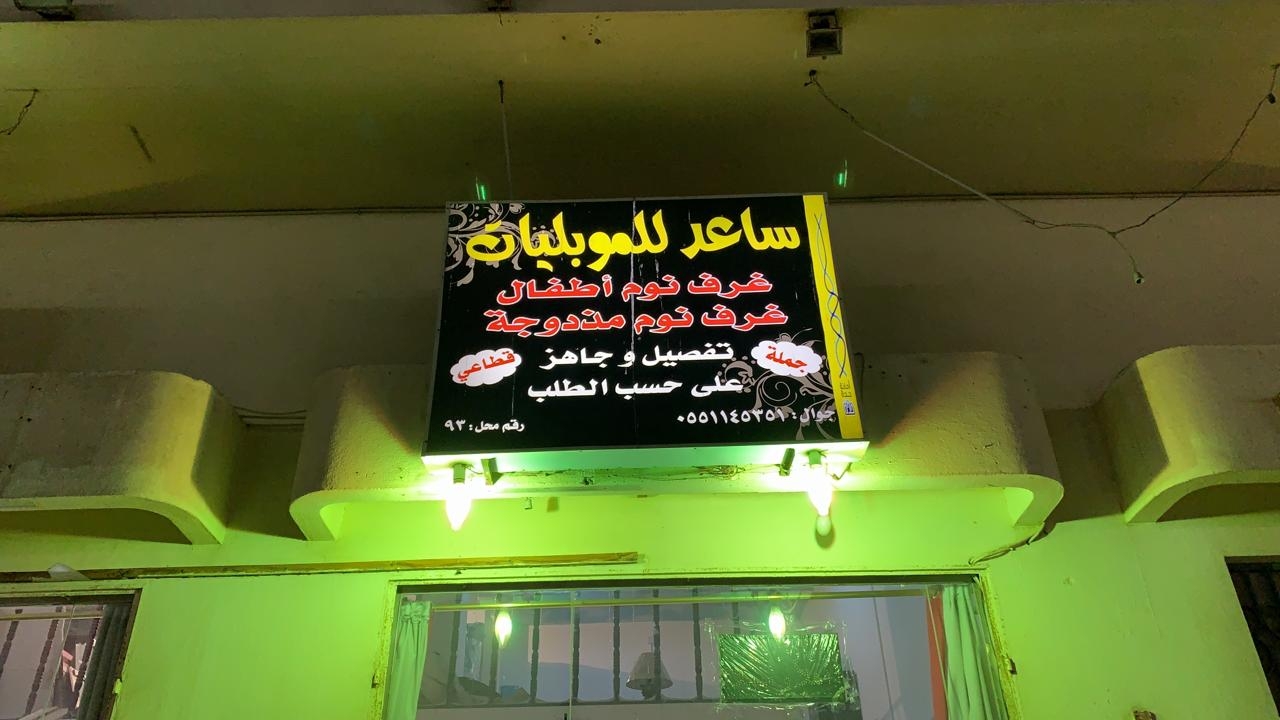 ساعد للموبليات
غرف نوم أطفال
غرف نوم مذدوجة
جملة
تفصيل و جاهز
قطاعي
على حسب الطلب
جوال: ٠٥٥١١٤٥٣٥١
رقم محل: ٩٣